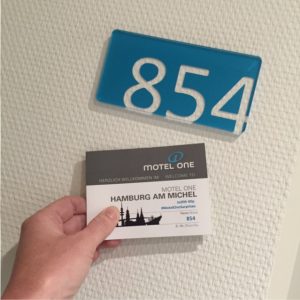 854
MOTEL ONE
HERZLICH WILLKOMMEN IM WELCOME TO
MOTEL ONE
HAMBURG AM MICHEL
854